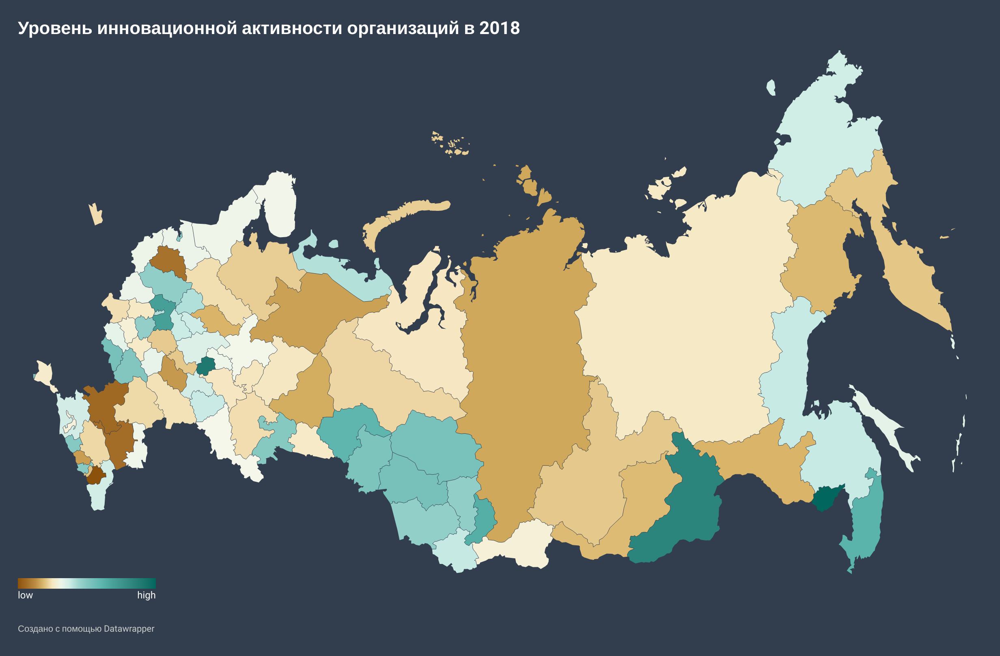 Уровень инновационной активности организаций в 2018
low high
Создано с помощью Datawrapper